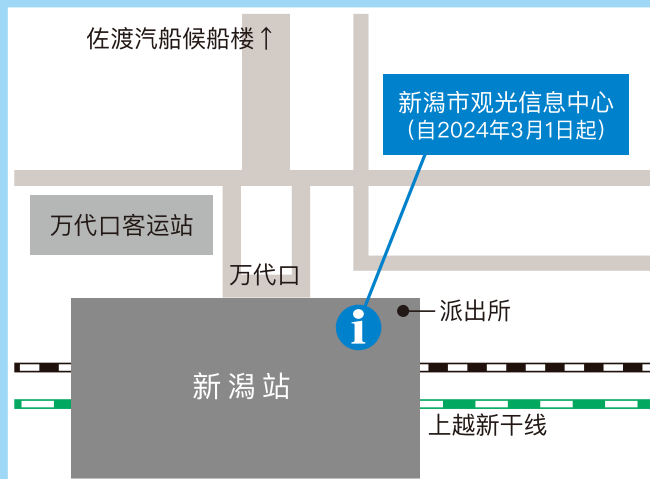 佐渡汽船候船楼↑
新潟市观光信息中心
（自2024年3月1日起）
万代口客运站
万代口
i
派出所
新潟站
上越新干线